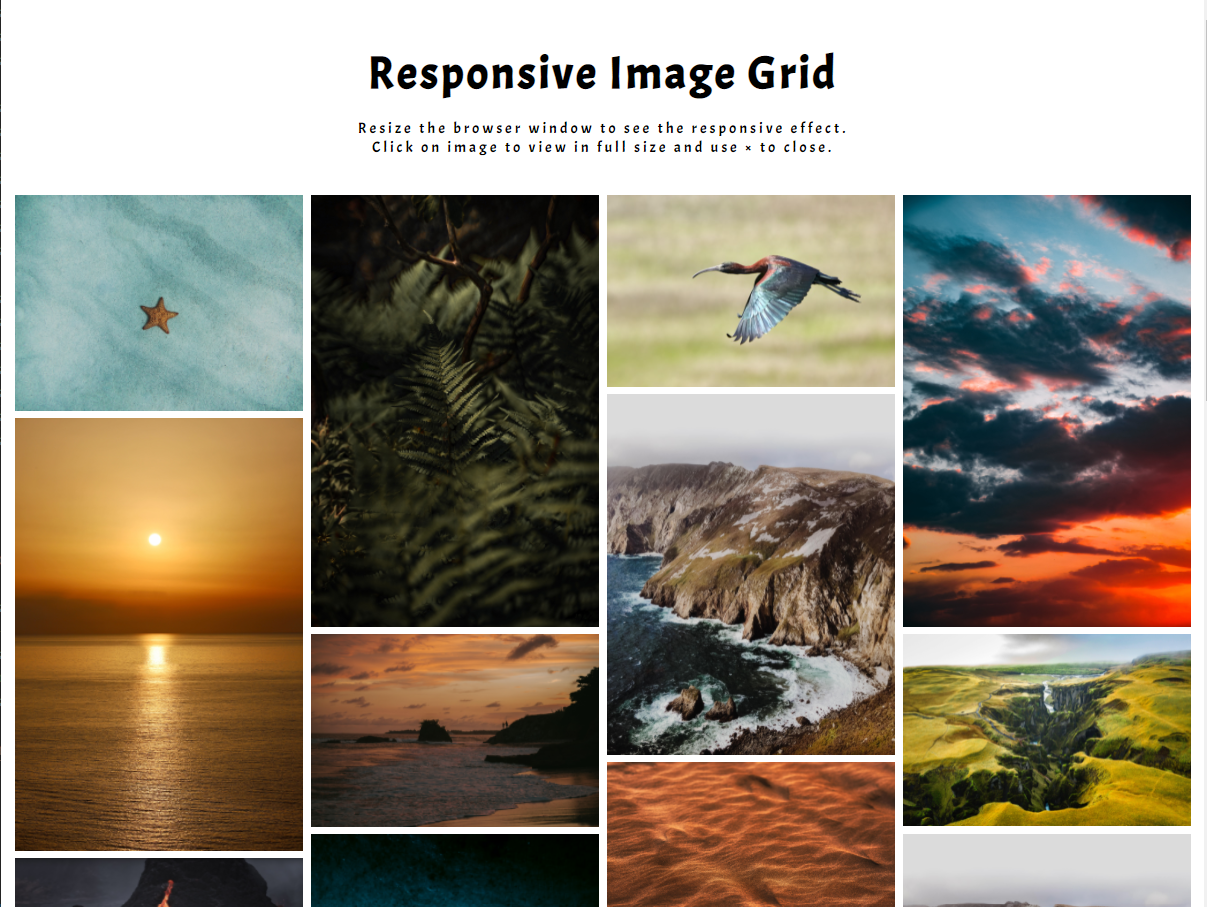 Responsive Image Grid
Resize the browser window to see the responsive effect.
Click on image to view in full size and use × to close.